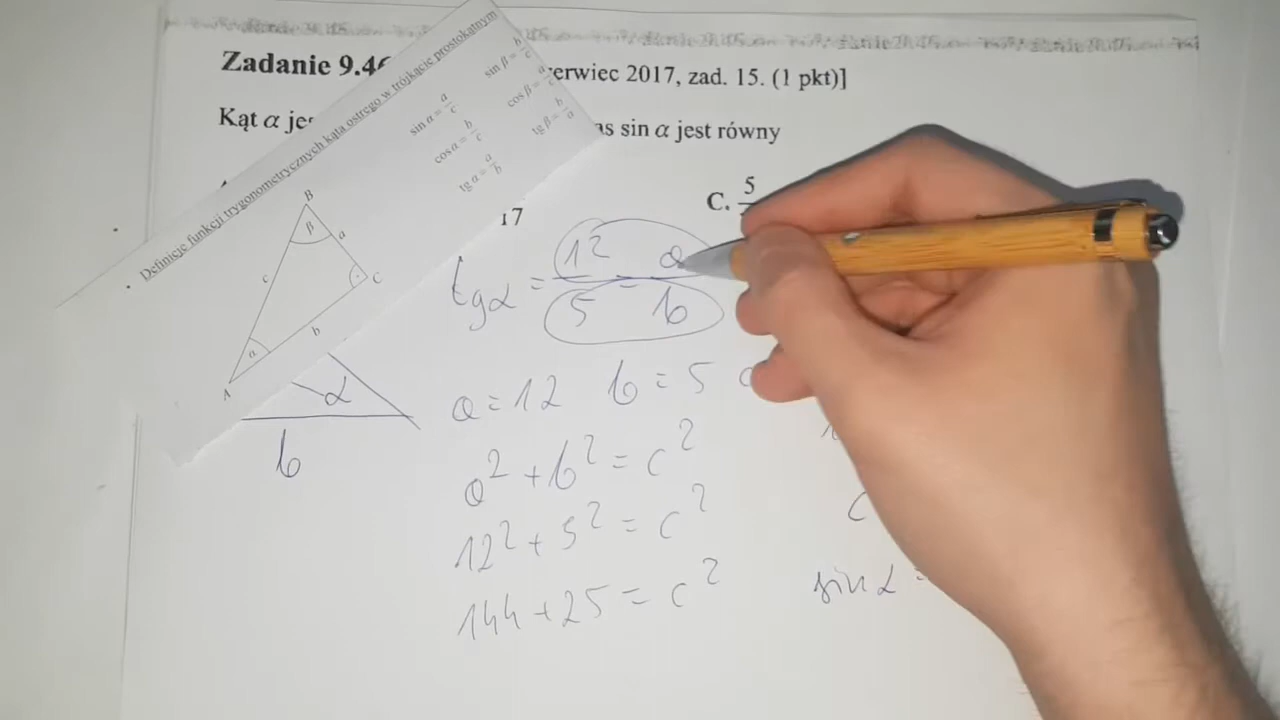 Zadanie 9.46
erwiec 2017, zad. 15. (1 pkt)]
Kąt α jes
as sin α jest równy
Definicje funkcji trygonometrycznych kąta ostrego w trójkącie prostokątnym
sin α = a/c
sin β = b/c
cos α = b/c
cos β = a/c
tg α = a/b
tg β = b/a
B
β
a
c
C
b
α
A
17
C. 5
tgα = 12/5 = a/b
α
b
a = 12 b = 5
a² + b² = c²
12² + 5² = c²
144 + 25 = c²
c
sin α =